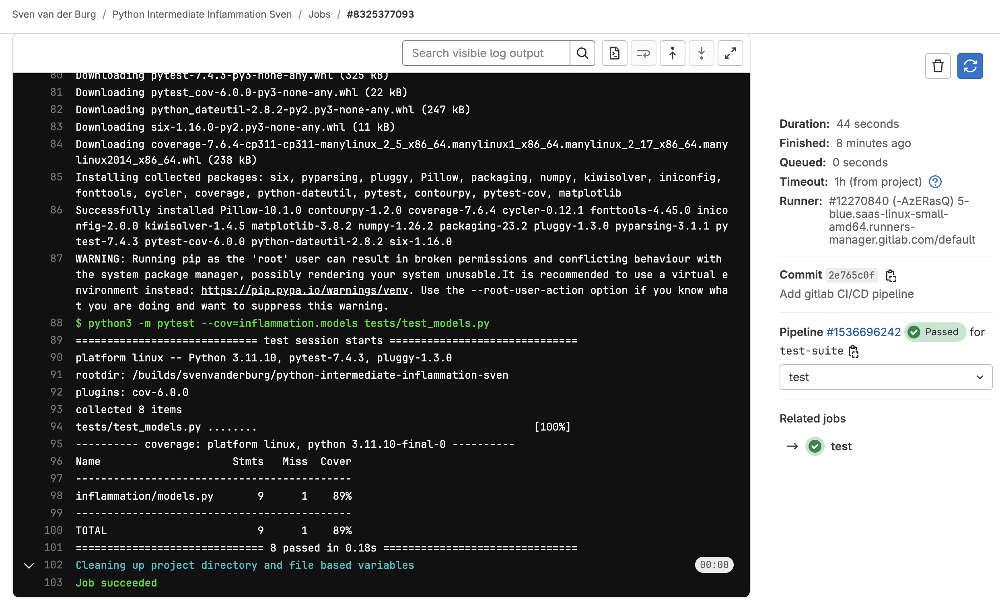 Sven van der Burg / Python Intermediate Inflammation Sven / Jobs / #8325377093
Search visible log output
80 Downloading pytest-7.4.3-py3-none-any.whl (325 kB)
81 Downloading pytest_cov-6.0.0-py3-none-any.whl (22 kB)
82 Downloading python_dateutil-2.8.2-py2.py3-none-any.whl (247 kB)
83 Downloading six-1.16.0-py2.py3-none-any.whl (11 kB)
84 Downloading coverage-7.6.4-cp311-cp311-manylinux_2_5_x86_64.manylinux1_x86_64.manylinux_2_17_x86_64.many
linux2014_x86_64.whl (238 kB)
85 Installing collected packages: six, pyparsing, pluggy, Pillow, packaging, numpy, kiwisolver, iniconfig,
fonttools, cycler, coverage, python-dateutil, pytest, contourpy, pytest-cov, matplotlib
86 Successfully installed Pillow-10.1.0 contourpy-1.2.0 coverage-7.6.4 cycler-0.12.1 fonttools-4.45.0 inico
nfig-2.0.0 kiwisolver-1.4.5 matplotlib-3.8.2 numpy-1.26.2 packaging-23.2 pluggy-1.3.0 pyparsing-3.1.1 py
test-7.4.3 pytest-cov-6.0.0 python-dateutil-2.8.2 six-1.16.0
87 WARNING: Running pip as the 'root' user can result in broken permissions and conflicting behaviour with
the system package manager, possibly rendering your system unusable.It is recommended to use a virtual e
nvironment instead: https://pip.pypa.io/warnings/venv. Use the --root-user-action option if you know wha
t you are doing and want to suppress this warning.
88 $ python3 -m pytest --cov=inflammation.models tests/test_models.py
89 ============================= test session starts ==============================
90 platform linux -- Python 3.11.10, pytest-7.4.3, pluggy-1.3.0
91 rootdir: /builds/svenvanderburg/python-intermediate-inflammation-sven
92 plugins: cov-6.0.0
93 collected 8 items
94 tests/test_models.py ........ [100%]
95 ---------- coverage: platform linux, python 3.11.10-final-0 ----------
96 Name Stmts Miss Cover
97 --------------------------------------------
98 inflammation/models.py 9 1 89%
99 --------------------------------------------
100 TOTAL 9 1 89%
101 ============================== 8 passed in 0.18s ===============================
102 Cleaning up project directory and file based variables 00:00
103 Job succeeded
Duration: 44 seconds
Finished: 8 minutes ago
Queued: 0 seconds
Timeout: 1h (from project)
Runner: #12270840 (-AzERasQ) 5-
blue.saas-linux-small-
amd64.runners-
manager.gitlab.com/default
Commit 2e765c0f
Add gitlab CI/CD pipeline
Pipeline #1536696242 Passed for
test-suite
test
Related jobs
→ test